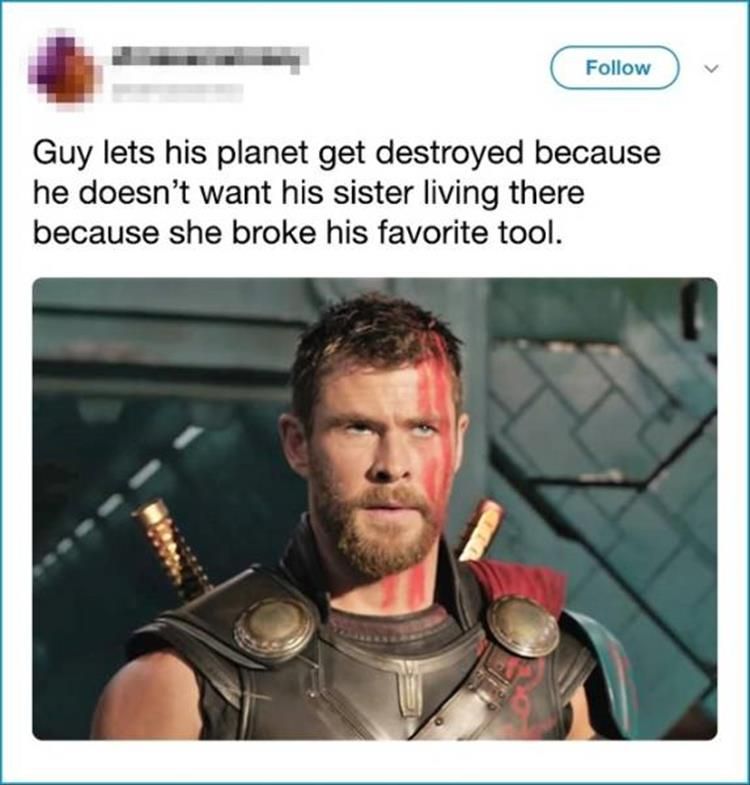 Follow
Guy lets his planet get destroyed because
he doesn't want his sister living there
because she broke his favorite tool.